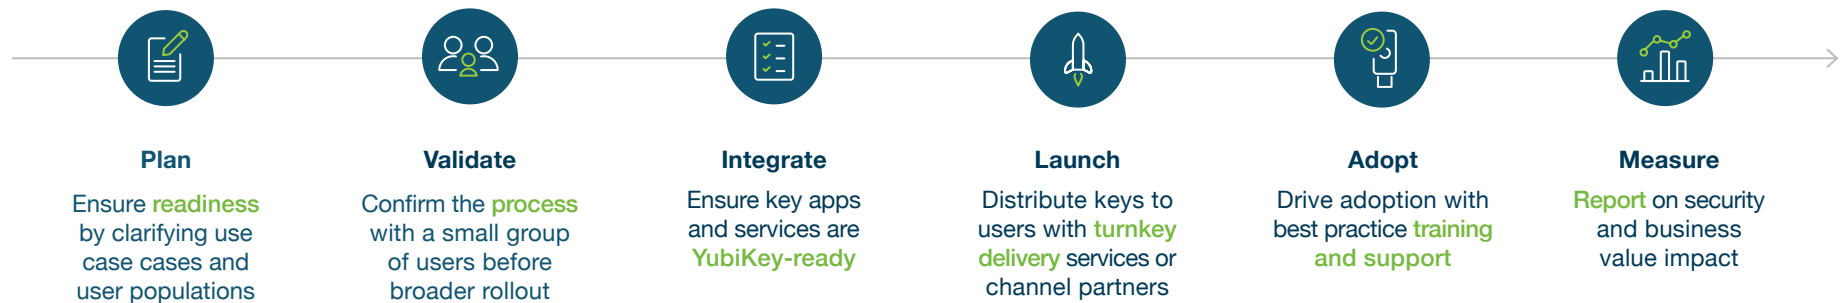 Plan
Ensure readiness
by clarifying use
case cases and
user populations
Validate
Confirm the process
with a small group
of users before
broader rollout
Integrate
Ensure key apps
and services are
YubiKey-ready
Launch
Distribute keys to
users with turnkey
delivery services or
channel partners
Adopt
Drive adoption with
best practice training
and support
Measure
Report on security
and business
value impact